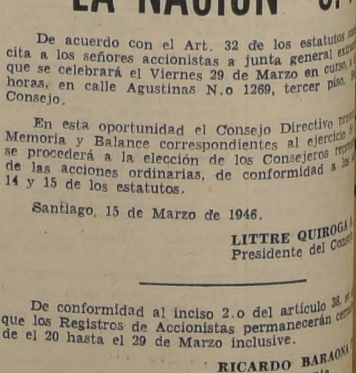 LA NACION
De acuerdo con el Art. 32 de los estatutos
cita a los señores accionistas a junta general
que se celebrará el Viernes 29 de Marzo en curso,
horas, en calle Agustinas N.o 1269, tercer piso,
Consejo.
En esta oportunidad el Consejo Directivo
Memoria y Balance correspondientes al ejercicio
se procederá a la elección de los Consejeros
de las acciones ordinarias, de conformidad a los
14 y 15 de los estatutos.
Santiago, 15 de Marzo de 1946.
LITTRE QUIROGA
Presidente del
De conformidad al inciso 2.o del artículo 38,
que los Registros de Accionistas permanecerán
de el 20 hasta el 29 de Marzo inclusive.
RICARDO BARAONA